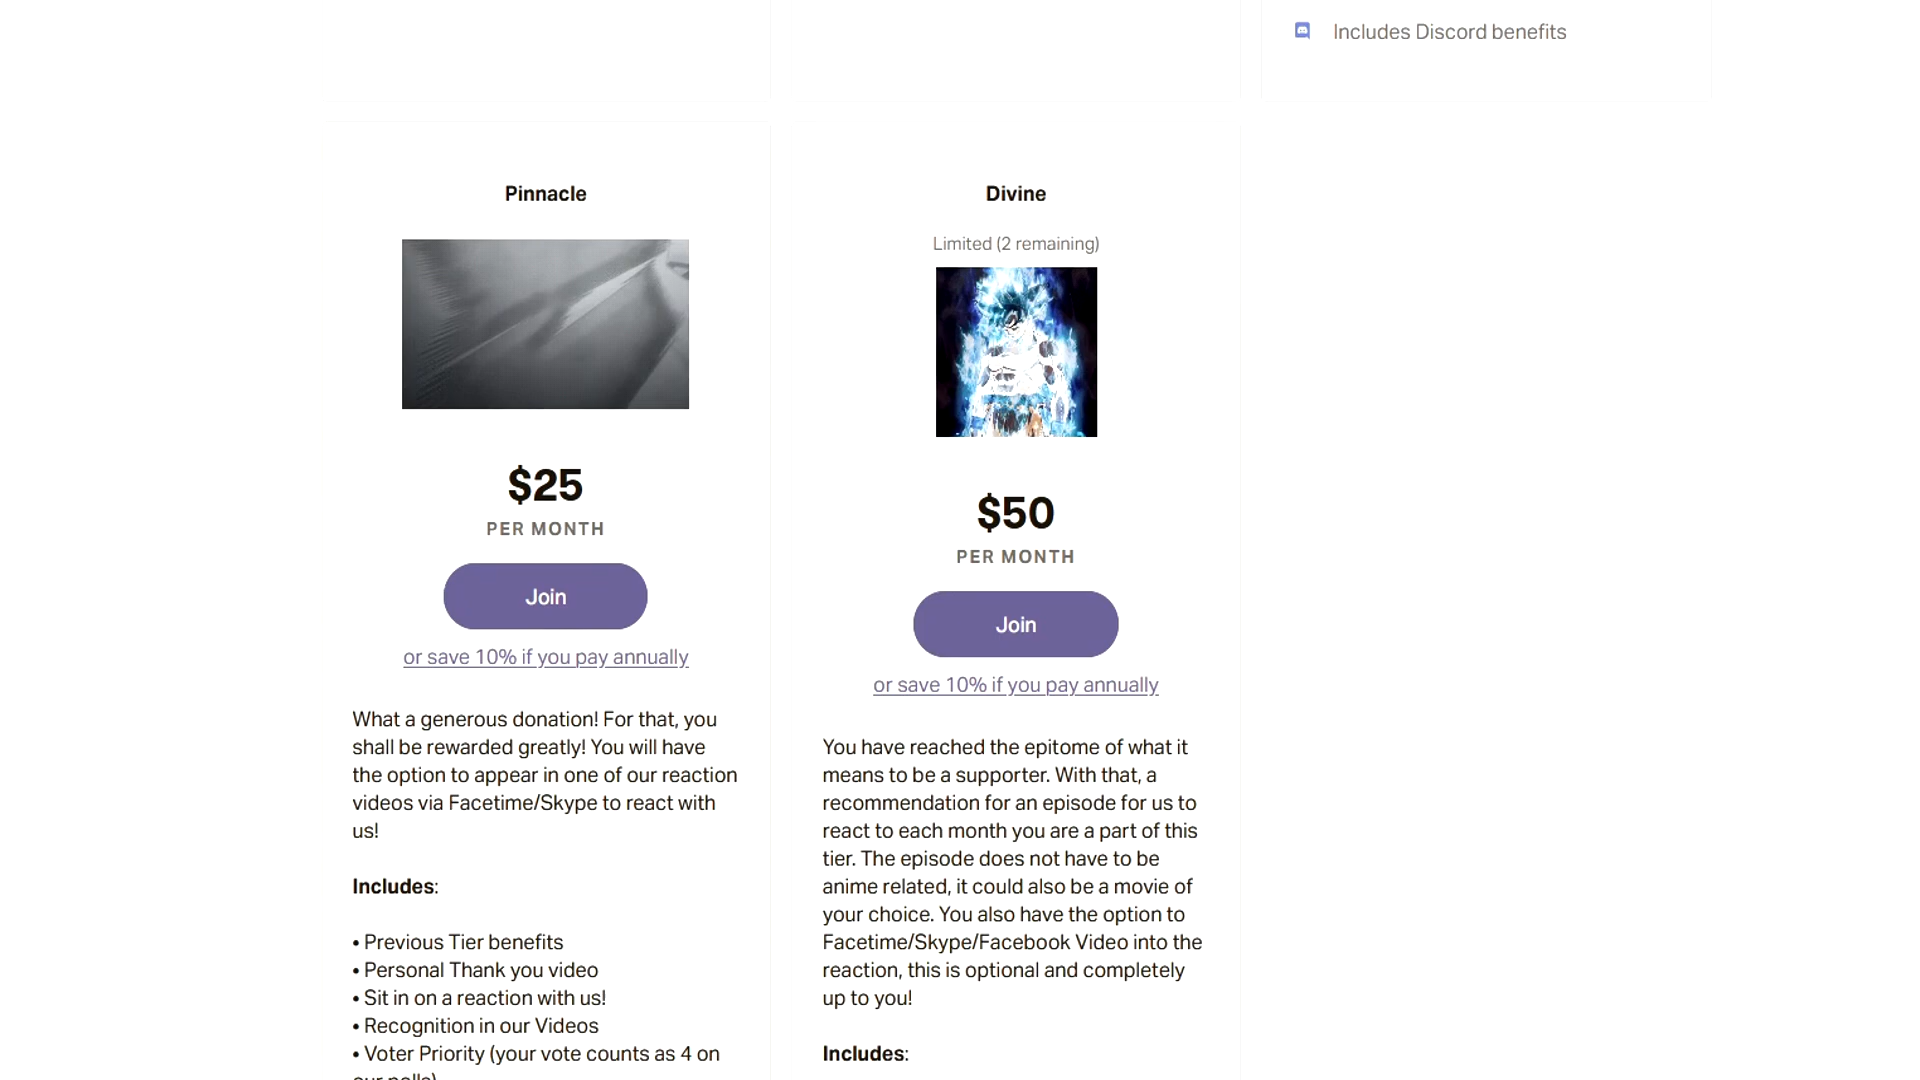 Includes Discord benefits
Pinnacle
$25
PER MONTH
Join
or save 10% if you pay annually
What a generous donation! For that, you
shall be rewarded greatly! You will have
the option to appear in one of our reaction
videos via Facetime/Skype to react with
us!
Includes:
• Previous Tier benefits
• Personal Thank you video
• Sit in on a reaction with us!
• Recognition in our Videos
• Voter Priority (your vote counts as 4 on
our polls)
Divine
Limited (2 remaining)
$50
PER MONTH
Join
or save 10% if you pay annually
You have reached the epitome of what it
means to be a supporter. With that, a
recommendation for an episode for us to
react to each month you are a part of this
tier. The episode does not have to be
anime related, it could also be a movie of
your choice. You also have the option to
Facetime/Skype/Facebook Video into the
reaction, this is optional and completely
up to you!
Includes: